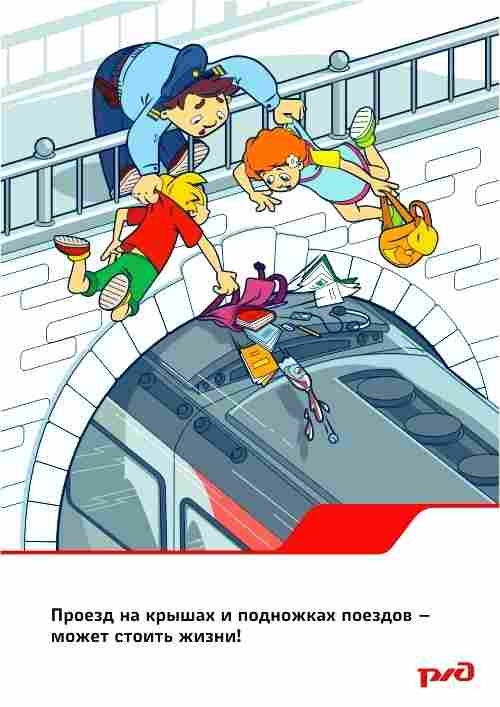 Проезд на крышах и подножках поездов –
может стоить жизни!
ржд